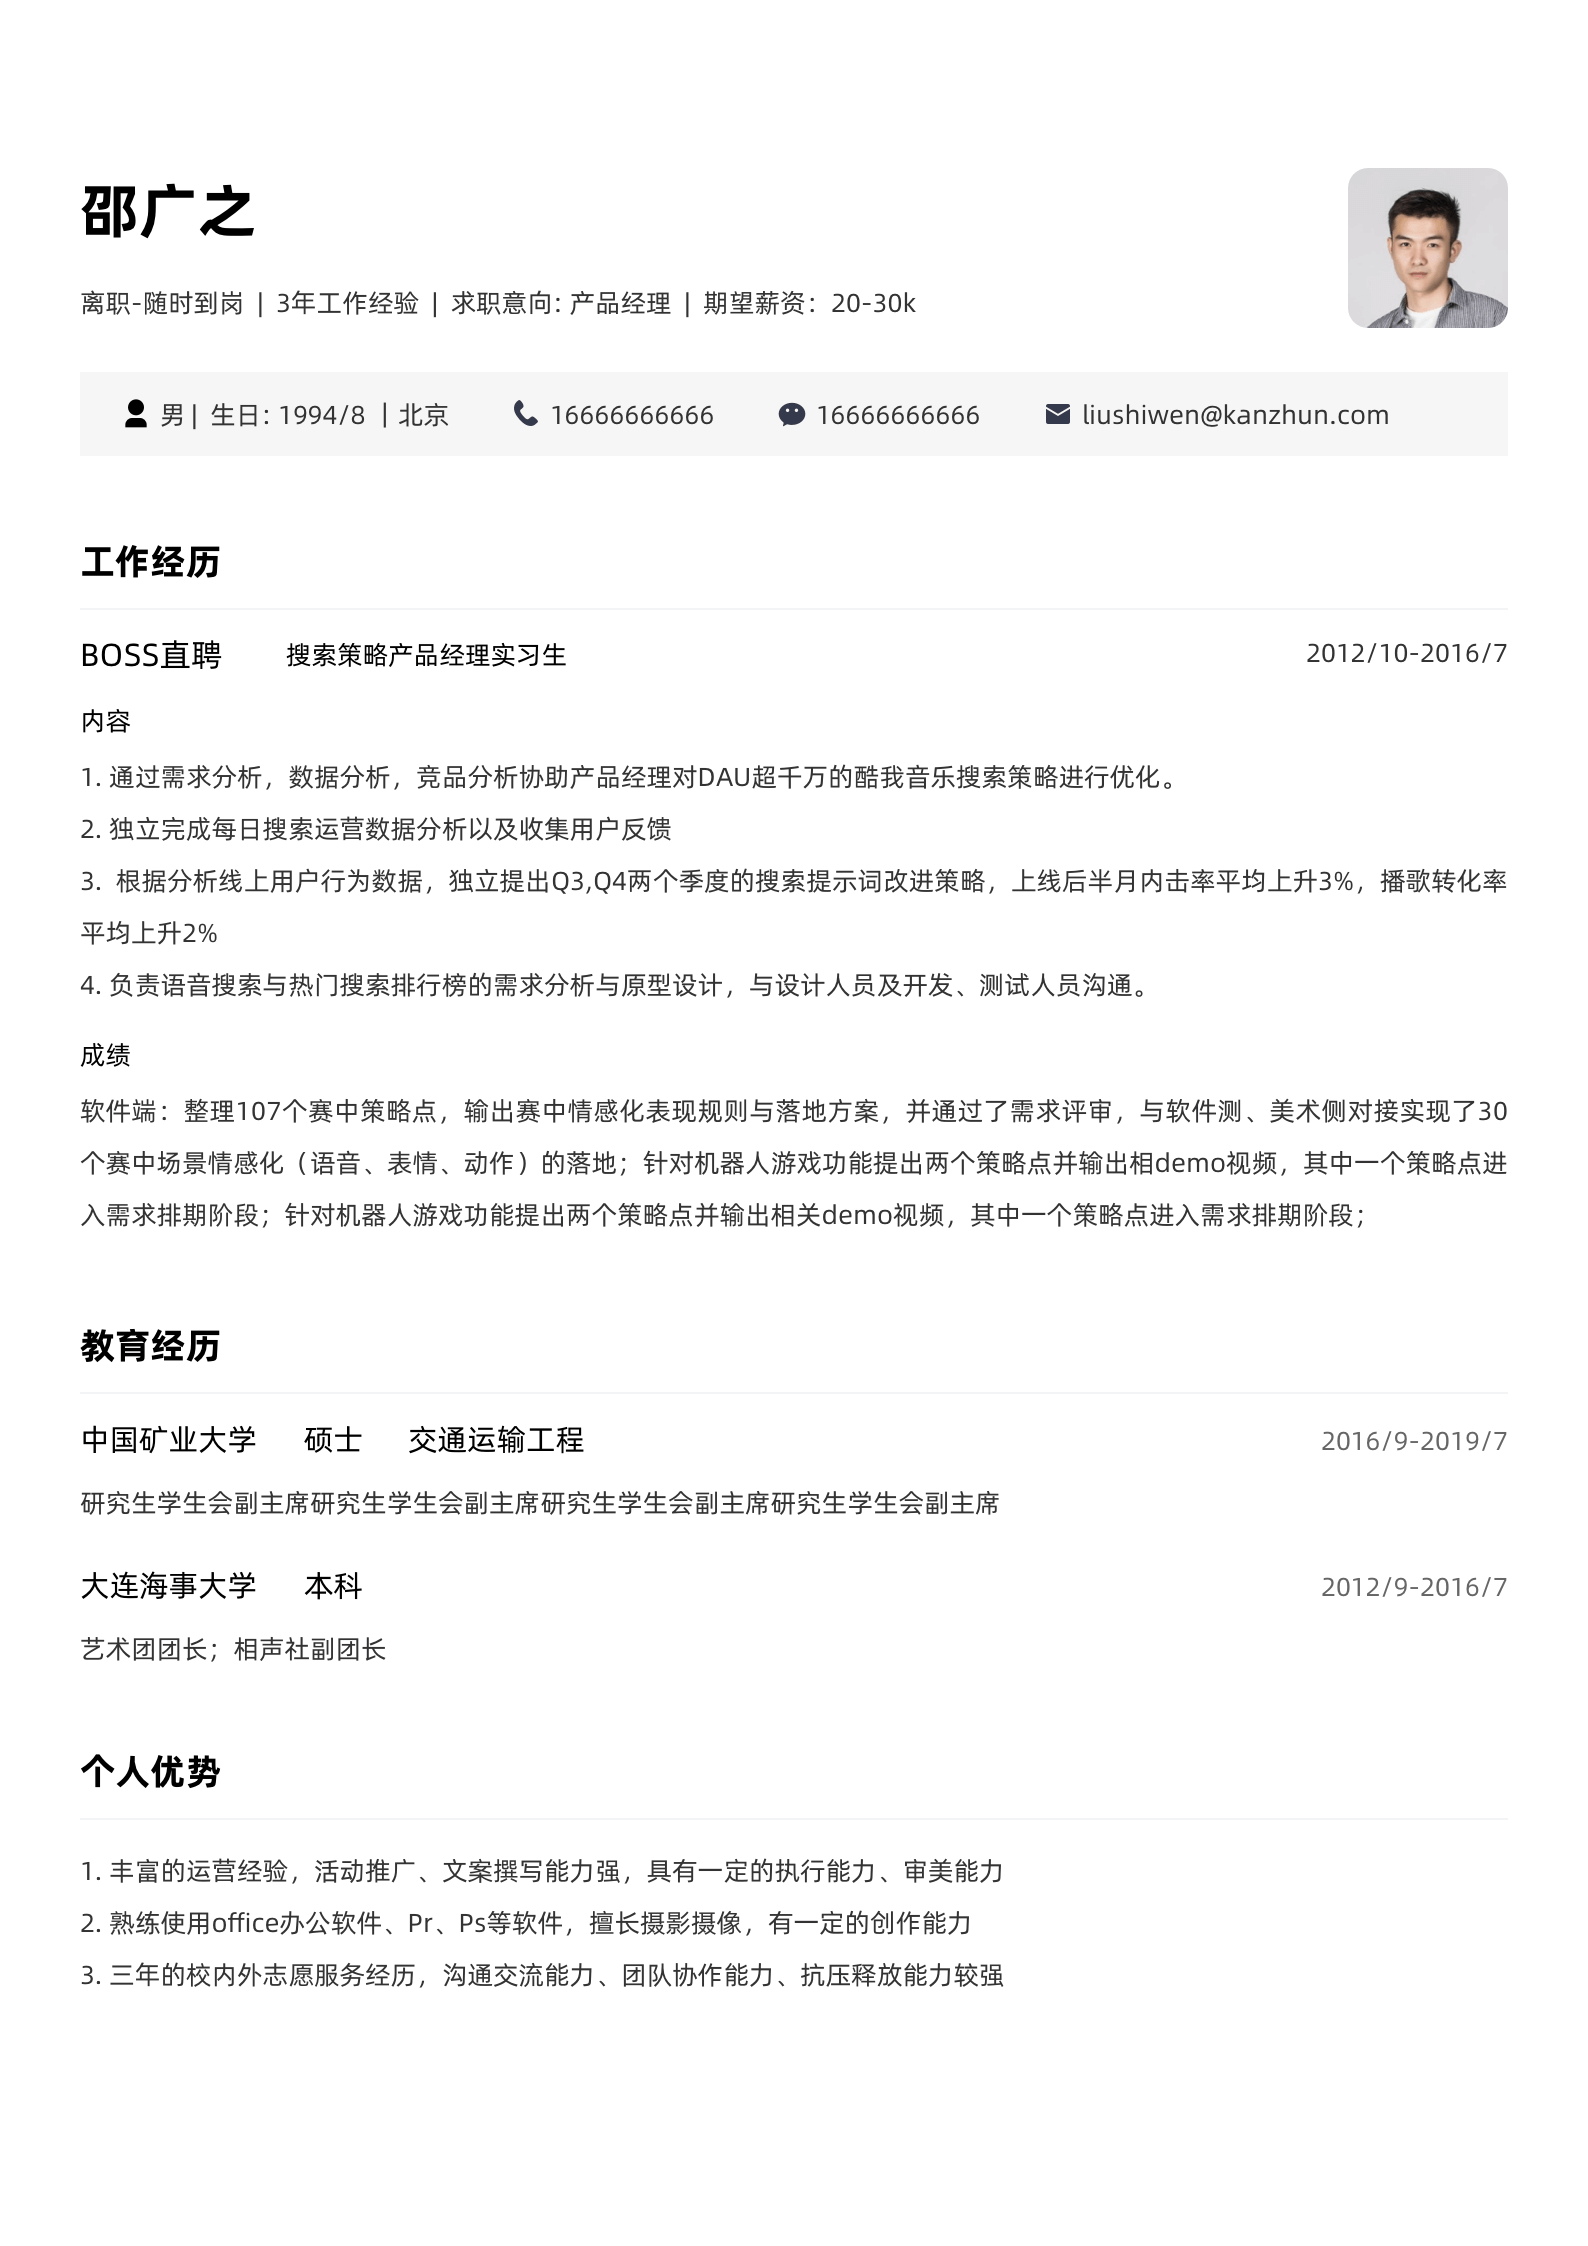 邵广之
离职-随时到岗 | 3年工作经验 | 求职意向: 产品经理 | 期望薪资：20-30k
男 | 生日: 1994/8 | 北京 16666666666 16666666666 liushiwen@kanzhun.com
工作经历
BOSS直聘 搜索策略产品经理实习生 2012/10-2016/7
内容
1. 通过需求分析，数据分析，竞品分析协助产品经理对DAU超千万的酷我音乐搜索策略进行优化。
2. 独立完成每日搜索运营数据分析以及收集用户反馈
3. 根据分析线上用户行为数据，独立提出Q3,Q4两个季度的搜索提示词改进策略，上线后半月内击率平均上升3%，播歌转化率
平均上升2%
4. 负责语音搜索与热门搜索排行榜的需求分析与原型设计，与设计人员及开发、测试人员沟通。
成绩
软件端：整理107个赛中策略点，输出赛中情感化表现规则与落地方案，并通过了需求评审，与软件测、美术侧对接实现了30
个赛中场景情感化（语音、表情、动作）的落地；针对机器人游戏功能提出两个策略点并输出相demo视频，其中一个策略点进
入需求排期阶段；针对机器人游戏功能提出两个策略点并输出相关demo视频，其中一个策略点进入需求排期阶段；
教育经历
中国矿业大学 硕士 交通运输工程 2016/9-2019/7
研究生学生会副主席研究生学生会副主席研究生学生会副主席研究生学生会副主席
大连海事大学 本科 2012/9-2016/7
艺术团团长；相声社副团长
个人优势
1. 丰富的运营经验，活动推广、文案撰写能力强，具有一定的执行能力、审美能力
2. 熟练使用office办公软件、Pr、Ps等软件，擅长摄影摄像，有一定的创作能力
3. 三年的校内外志愿服务经历，沟通交流能力、团队协作能力、抗压释放能力较强